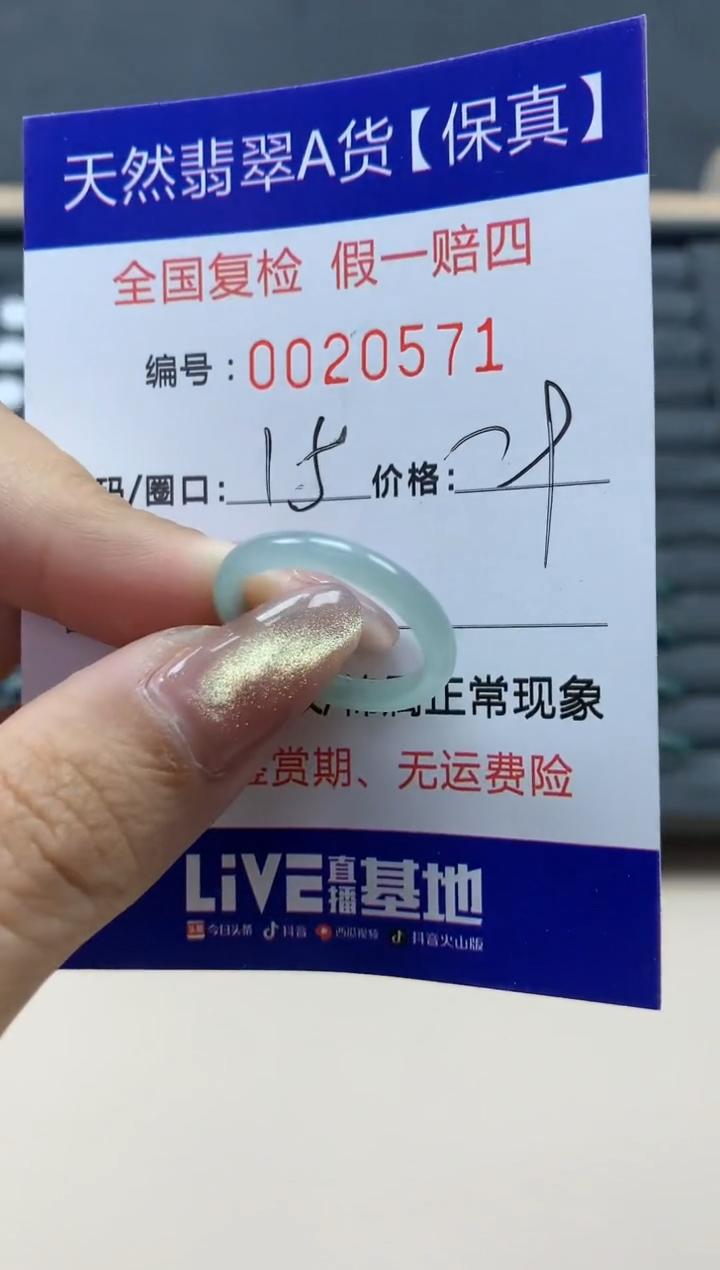 天然翡翠A货【保真】
全国复检 假一赔四
编号：0020571
码/圈口：15 价格：
正常现象
赏期、无运费险
LiVE直播基地
今日头条 抖音 西瓜视频 抖音火山版